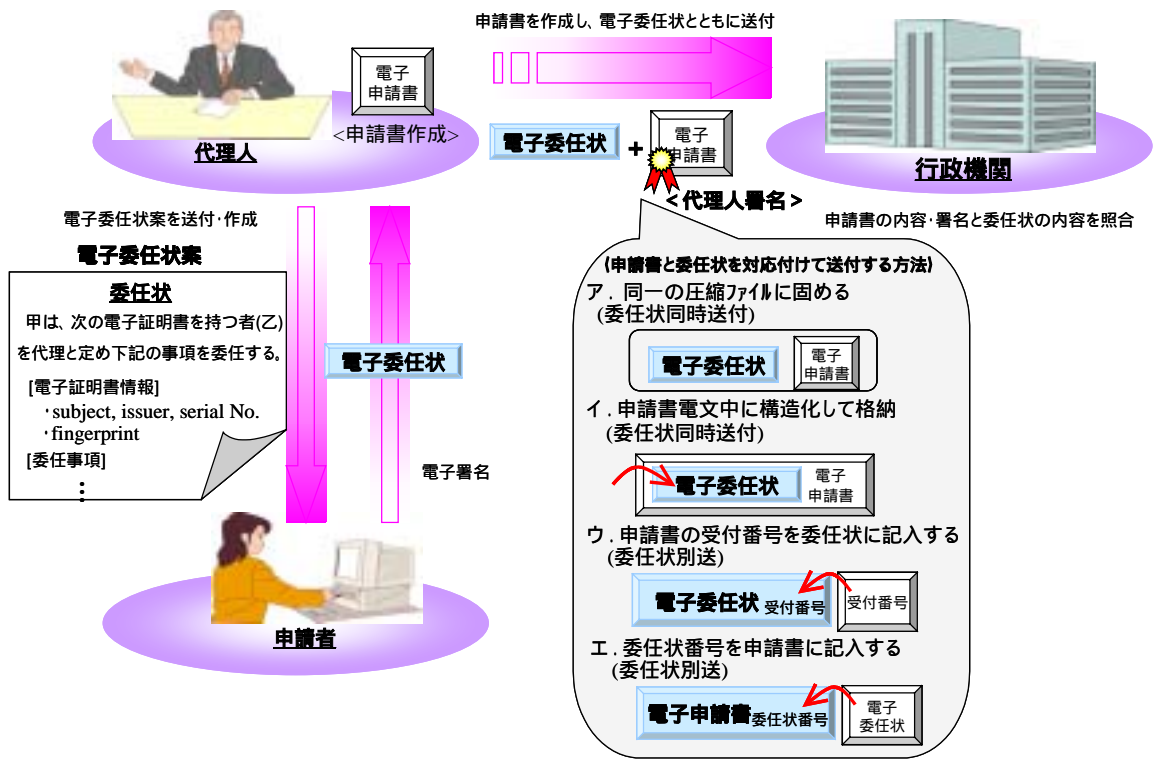 申請書を作成し、電子委任状とともに送付
電子
申請書
<申請書作成>
代理人
電子委任状
+
電子
申請書
<代理人署名>
行政機関
申請書の内容・署名と委任状の内容を照合
電子委任状案を送付・作成
電子委任状案
委任状
甲は、次の電子証明書を持つ者(乙)
を代理と定め下記の事項を委任する。
[電子証明書情報]
・subject, issuer, serial No.
・fingerprint
[委任事項]
⋮
電子委任状
電子署名
申請者
(申請書と委任状を対応付けて送付する方法)
ア．同一の圧縮ﾌｧｲﾙに固める
(委任状同時送付)
電子委任状
電子
申請書
イ．申請書電文中に構造化して格納
(委任状同時送付)
電子委任状
電子
申請書
ウ．申請書の受付番号を委任状に記入する
(委任状別送)
電子委任状 受付番号
受付番号
エ．委任状番号を申請書に記入する
(委任状別送)
電子申請書 委任状番号
電子
委任状